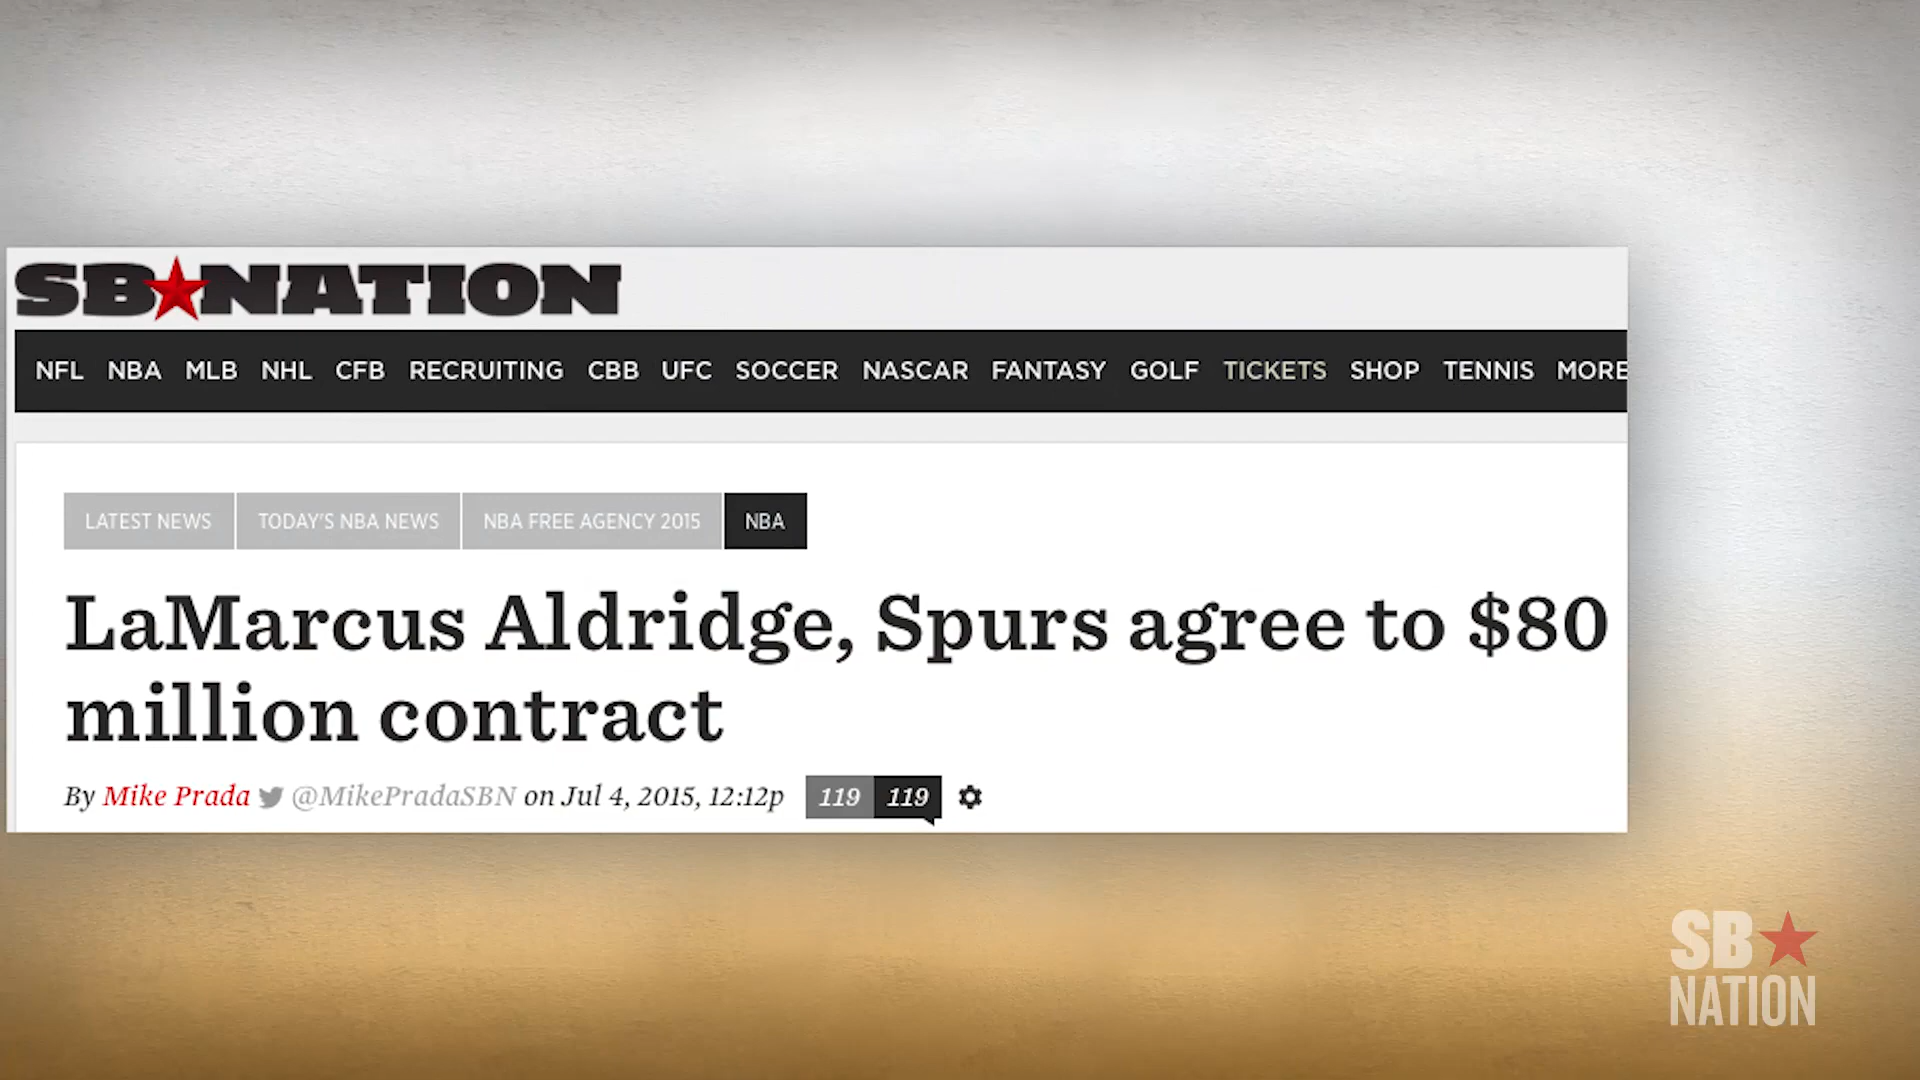 SB NATION
NFL NBA MLB NHL CFB RECRUITING CBB UFC SOCCER NASCAR FANTASY GOLF TICKETS SHOP TENNIS MORE
LATEST NEWS TODAY'S NBA NEWS NBA FREE AGENCY 2015 NBA
LaMarcus Aldridge, Spurs agree to $80
million contract
By Mike Prada @MikePradaSBN on Jul 4, 2015, 12:12p 119 119
SB
NATION